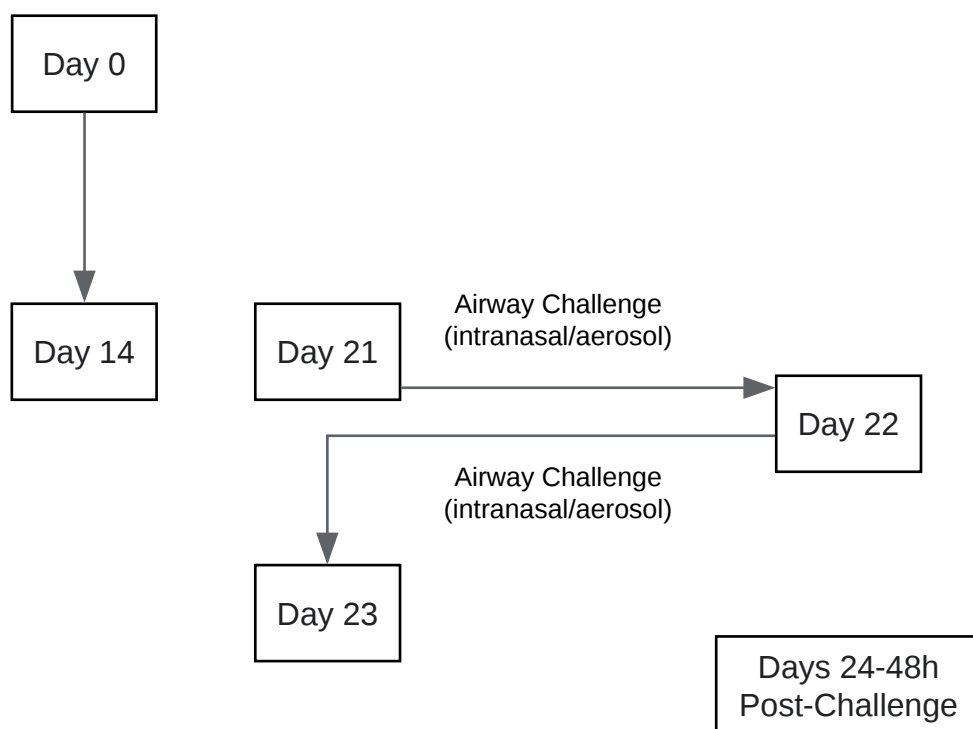 Day 0
Day 14
Day 21
Airway Challenge
(intranasal/aerosol)
Day 22
Airway Challenge
(intranasal/aerosol)
Day 23
Days 24-48h
Post-Challenge